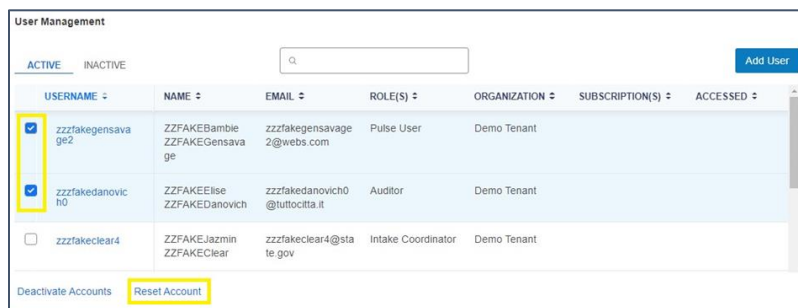 User Management
ACTIVE INACTIVE Add User
USERNAME NAME EMAIL ROLE(S) ORGANIZATION SUBSCRIPTION(S) ACCESSED
zzzfakegensava ZZFAKEBambie zzzfakegensavage Pulse User Demo Tenant
ge2 ZZFAKEGensava 2@webs.com
ge
zzzfakedanovic ZZFAKEElise zzzfakedanovich0 Auditor Demo Tenant
h0 ZZFAKEDanovich @tuttocitta.it
zzzfakeclear4 ZZFAKEJazmin zzzfakeclear4@sta Intake Coordinator Demo Tenant
ZZFAKEClear te.gov
Deactivate Accounts Reset Account